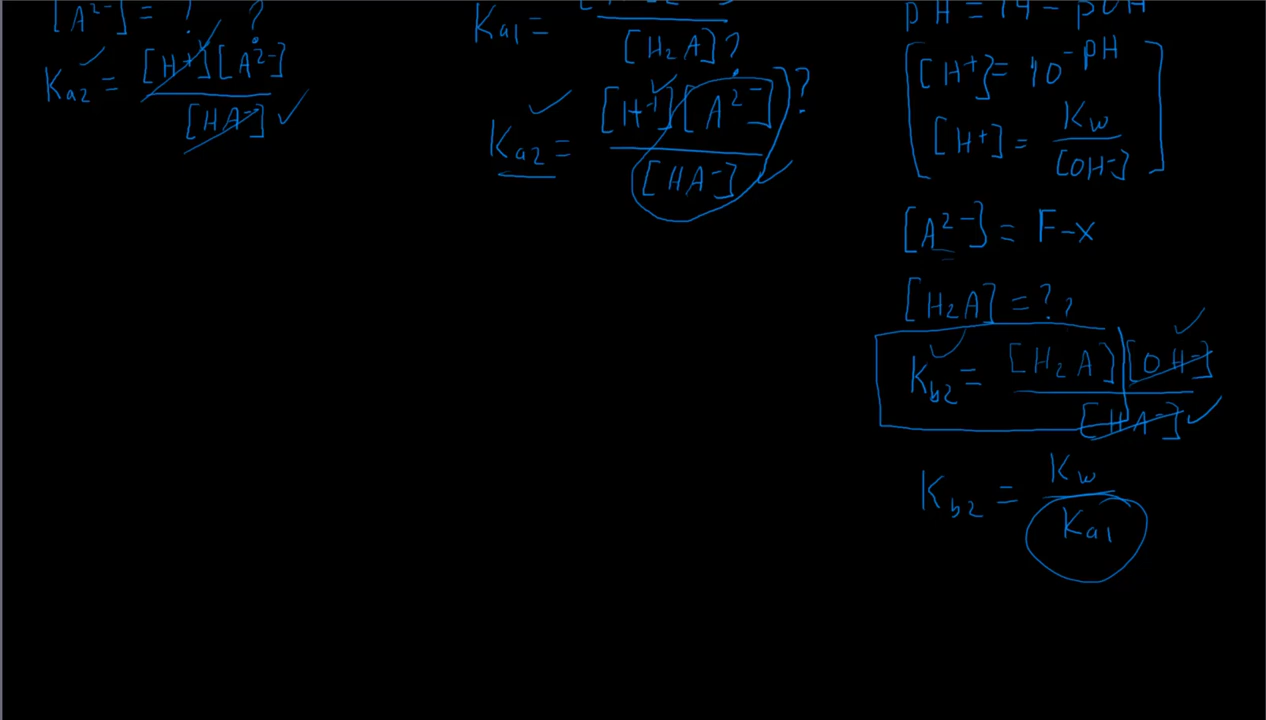 [A²⁻] = ? ?
Ka2 = [H+][A²⁻] / [HA⁻] ✓
Ka1 = / [H2A] ?
Ka2 = [H+][A²⁻] / [HA⁻] ?
pH = 14 - pOH
[H+] = 10^-pH
[H+] = Kw / [OH-]
[A²⁻] = F-x
[H2A] = ??
Kb2 = [H2A][OH-] / [HA⁻]
Kb2 = Kw / Ka1